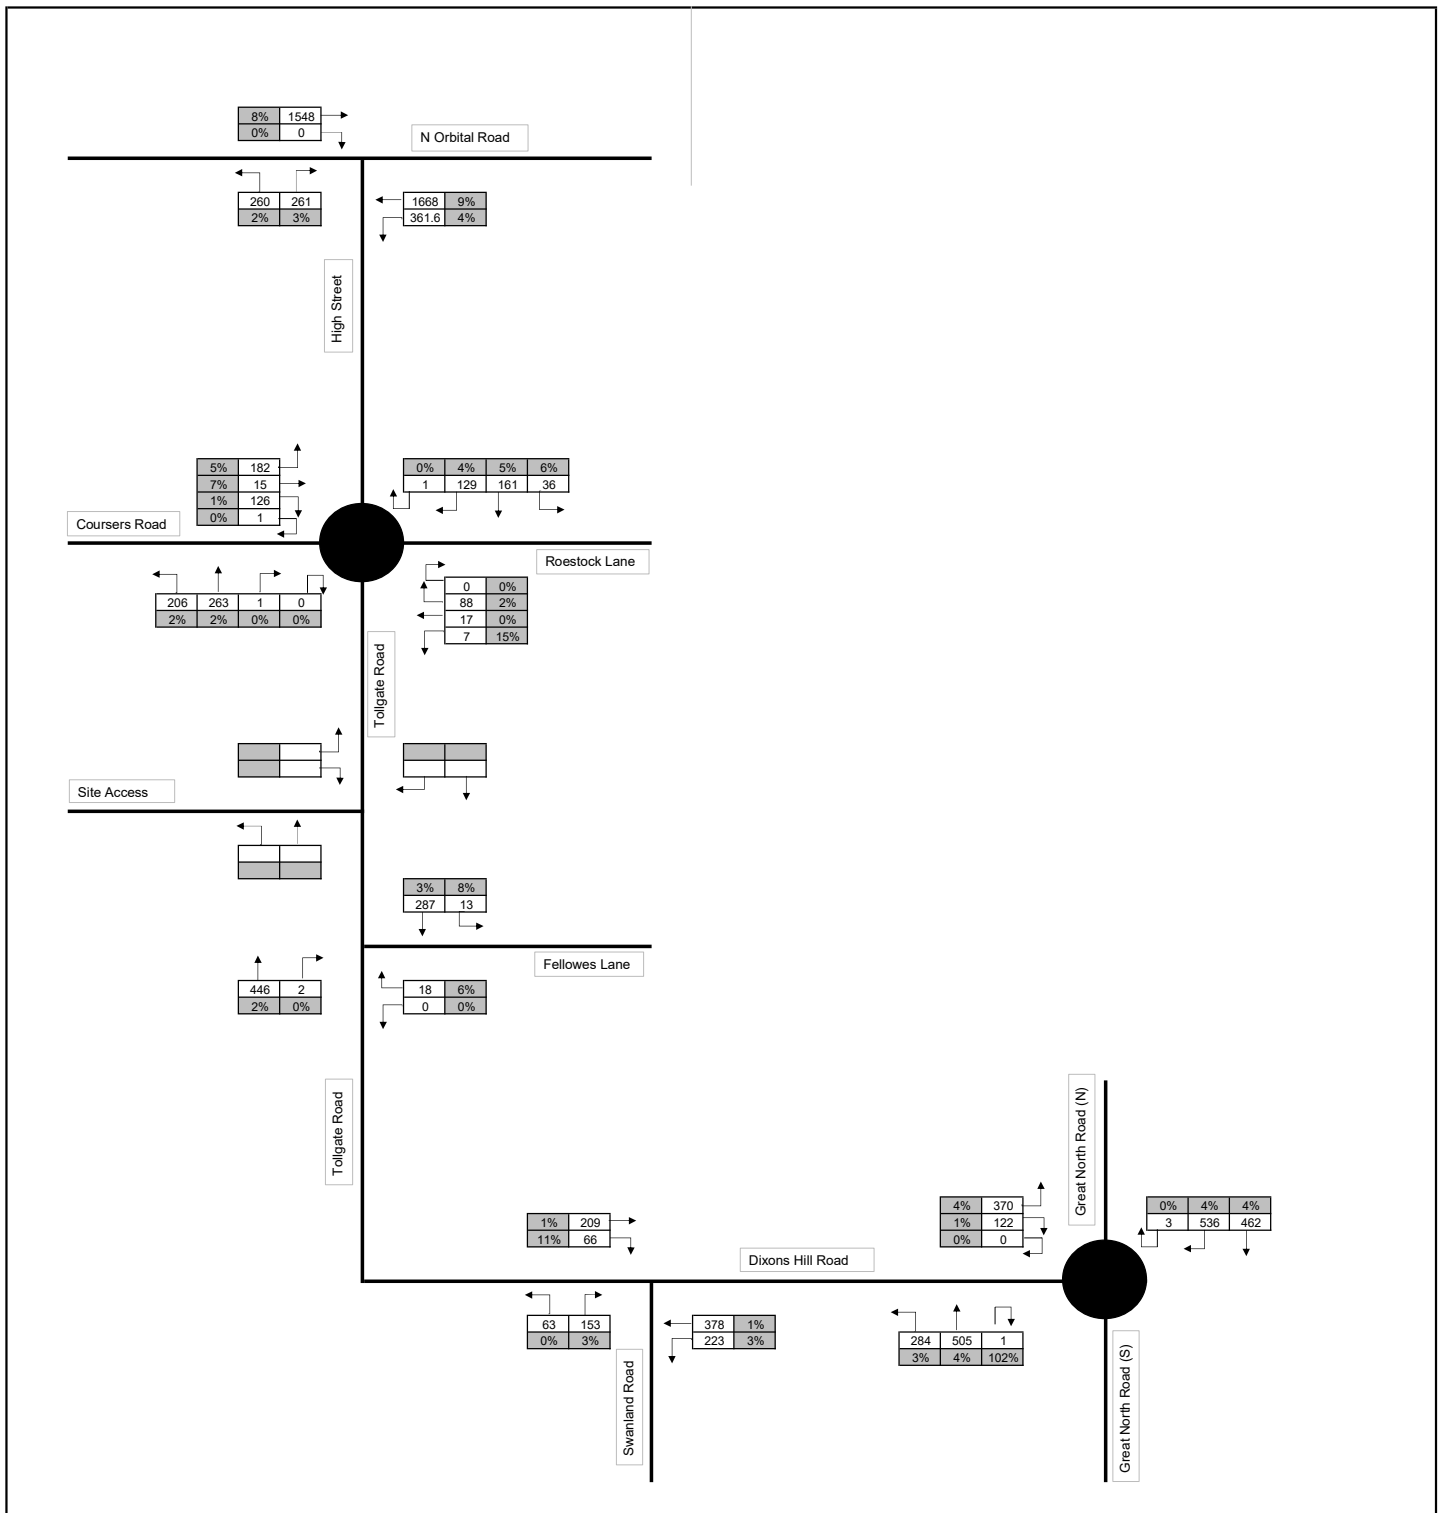 8% 1548
0% 0
N Orbital Road
260 261
2% 3%
1668 9%
361.6 4%
High Street
5% 182
7% 15
1% 126
0% 1
0% 4% 5% 6%
1 129 161 36
Coursers Road
Roestock Lane
206 263 1 0
2% 2% 0% 0%
0 0%
88 2%
17 0%
7 15%
Tollgate Road
Site Access
3% 8%
287 13
Fellowes Lane
446 2
2% 0%
18 6%
0 0%
Tollgate Road
Great North Road (N)
4% 370
1% 122
0% 0
0% 4% 4%
3 536 462
1% 209
11% 66
Dixons Hill Road
63 153
0% 3%
378 1%
223 3%
284 505 1
3% 4% 102%
Swanland Road
Great North Road (S)